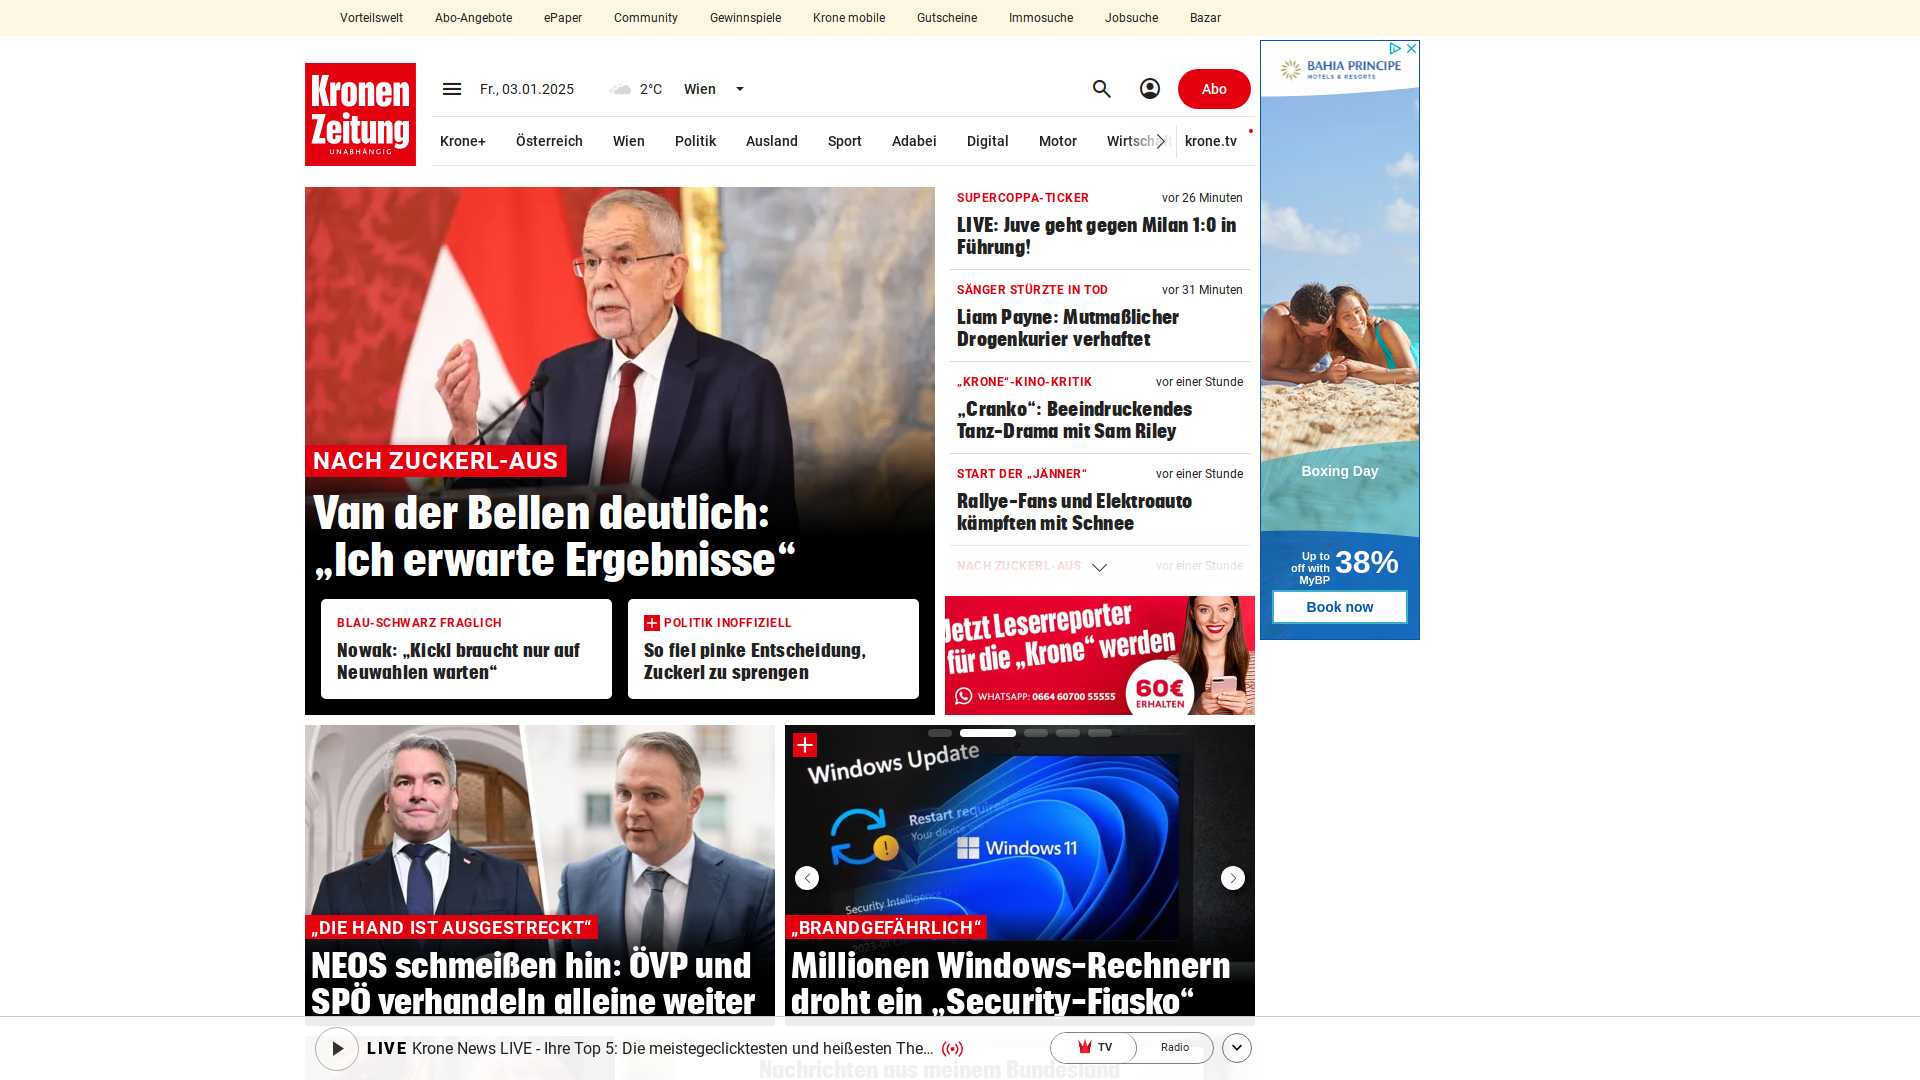 Vorteilswelt
Abo-Angebote
ePaper
Community
Gewinnspiele
Krone mobile
Gutscheine
Immosuche
Jobsuche
Bazar
Kronen
Zeitung
UNABHÄNGIG
Fr., 03.01.2025
2°C
Wien
Abo
Krone+
Österreich
Wien
Politik
Ausland
Sport
Adabei
Digital
Motor
Wirtschaft
krone.tv
NACH ZUCKERL-AUS
Van der Bellen deutlich:
„Ich erwarte Ergebnisse“
BLAU-SCHWARZ FRAGLICH
Nowak: „Kickl braucht nur auf
Neuwahlen warten“
POLITIK INOFFIZIELL
So fiel pinke Entscheidung,
Zuckerl zu sprengen
SUPERCOPPA-TICKER
vor 26 Minuten
LIVE: Juve geht gegen Milan 1:0 in
Führung!
SÄNGER STÜRZTE IN TOD
vor 31 Minuten
Liam Payne: Mutmaßlicher
Drogenkurier verhaftet
„KRONE“-KINO-KRITIK
vor einer Stunde
„Cranko“: Beeindruckendes
Tanz-Drama mit Sam Riley
START DER „JÄNNER“
vor einer Stunde
Rallye-Fans und Elektroauto
kämpften mit Schnee
NACH ZUCKERL-AUS
vor einer Stunde
Jetzt Leserreporter
für die „Krone“ werden
WHATSAPP: 0664 60700 55555
60€
ERHALTEN
BAHIA PRINCIPE
HOTELS & RESORTS
Boxing Day
Up to
off with
MyBP
38%
Book now
„DIE HAND IST AUSGESTRECKT“
NEOS schmeißen hin: ÖVP und
SPÖ verhandeln alleine weiter
Windows Update
Restart required
Your device
Windows 11
Security Intelligence
„BRANDGEFÄHRLICH“
Millionen Windows-Rechnern
droht ein „Security-Fiasko“
LIVE Krone News LIVE - Ihre Top 5: Die meistegeclicktesten und heißesten The...
TV
Radio
Nachrichten aus meinem Bundesland